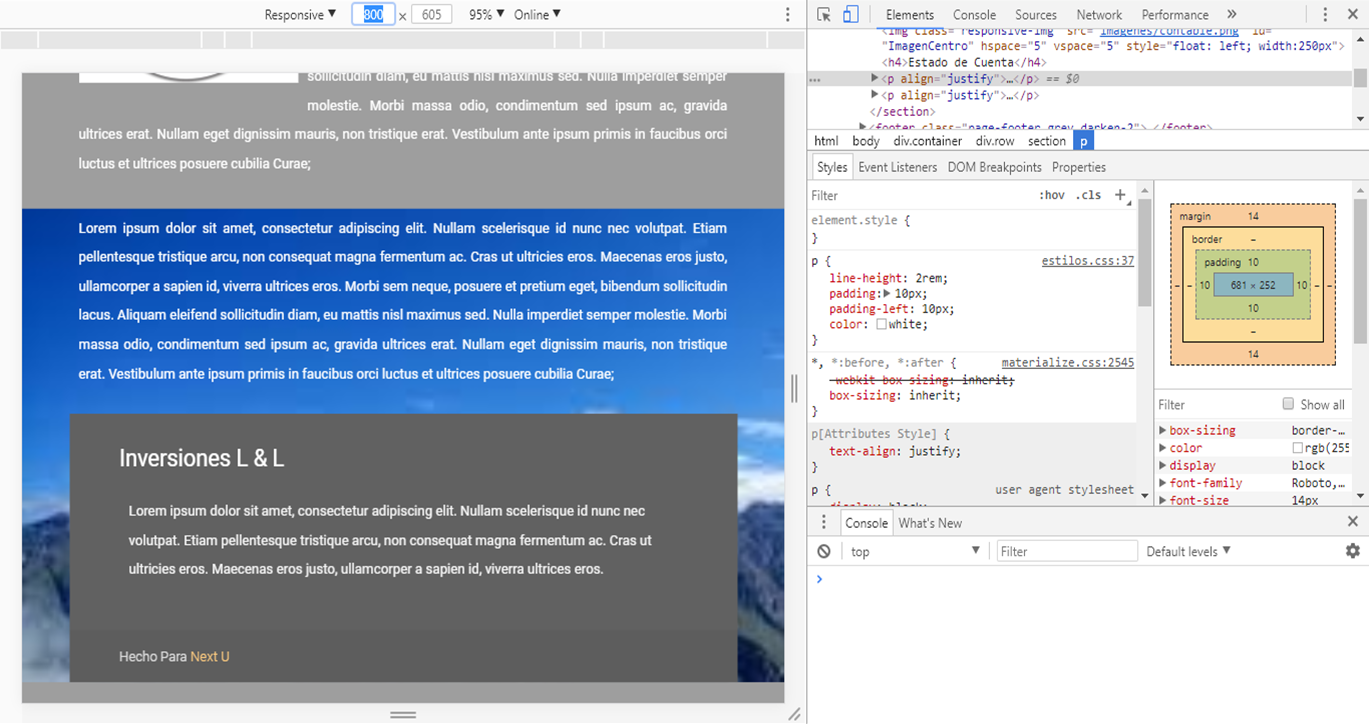 Responsive ▼ 800 × 605 95% ▼ Online ▼
Elements Console Sources Network Performance »
sollicitudin diam, eu mattis nisl maximus sed. Nulla imperdiet semper
molestie. Morbi massa odio, condimentum sed ipsum ac, gravida
ultrices erat. Nullam eget dignissim mauris, non tristique erat. Vestibulum ante ipsum primis in faucibus orci
luctus et ultrices posuere cubilia Curae;
Lorem ipsum dolor sit amet, consectetur adipiscing elit. Nullam scelerisque id nunc nec volutpat. Etiam
pellentesque tristique arcu, non consequat magna fermentum ac. Cras ut ultricies eros. Maecenas eros justo,
ullamcorper a sapien id, viverra ultrices eros. Morbi sem neque, posuere et pretium eget, bibendum sollicitudin
lacus. Aliquam eleifend sollicitudin diam, eu mattis nisl maximus sed. Nulla imperdiet semper molestie. Morbi
massa odio, condimentum sed ipsum ac, gravida ultrices erat. Nullam eget dignissim mauris, non tristique
erat. Vestibulum ante ipsum primis in faucibus orci luctus et ultrices posuere cubilia Curae;
Inversiones L & L
Lorem ipsum dolor sit amet, consectetur adipiscing elit. Nullam scelerisque id nunc nec
volutpat. Etiam pellentesque tristique arcu, non consequat magna fermentum ac. Cras ut
ultricies eros. Maecenas eros justo, ullamcorper a sapien id, viverra ultrices eros.
Hecho Para Next U
<img class="responsive-img" src="imagenes/contable.png" id=
"ImagenCentro" hspace="5" vspace="5" style="float: left; width:250px">
<h4>Estado de Cuenta</h4>
... ▶<p align="justify">…</p> == $0
▶<p align="justify">…</p>
</section>
▶<footer class="page-footer grey darken-2">…</footer>
html body div.container div.row section p
Styles Event Listeners DOM Breakpoints Properties
Filter :hov .cls +
element.style {
}
p { estilos.css:37
line-height: 2rem;
padding:▶ 10px;
padding-left: 10px;
color: white;
}
*, *:before, *:after { materialize.css:2545
-webkit-box-sizing: inherit;
box-sizing: inherit;
}
p[Attributes Style] {
text-align: justify;
}
p { user agent stylesheet
display: block;
margin 14
border –
padding 10
– – 10 681 × 252 10 – –
10
–
14
Filter Show all
▶ box-sizing border-…
▶ color rgb(255
▶ display block
▶ font-family Roboto,…
▶ font-size 14px
Console What's New
top ▼ Filter Default levels ▼